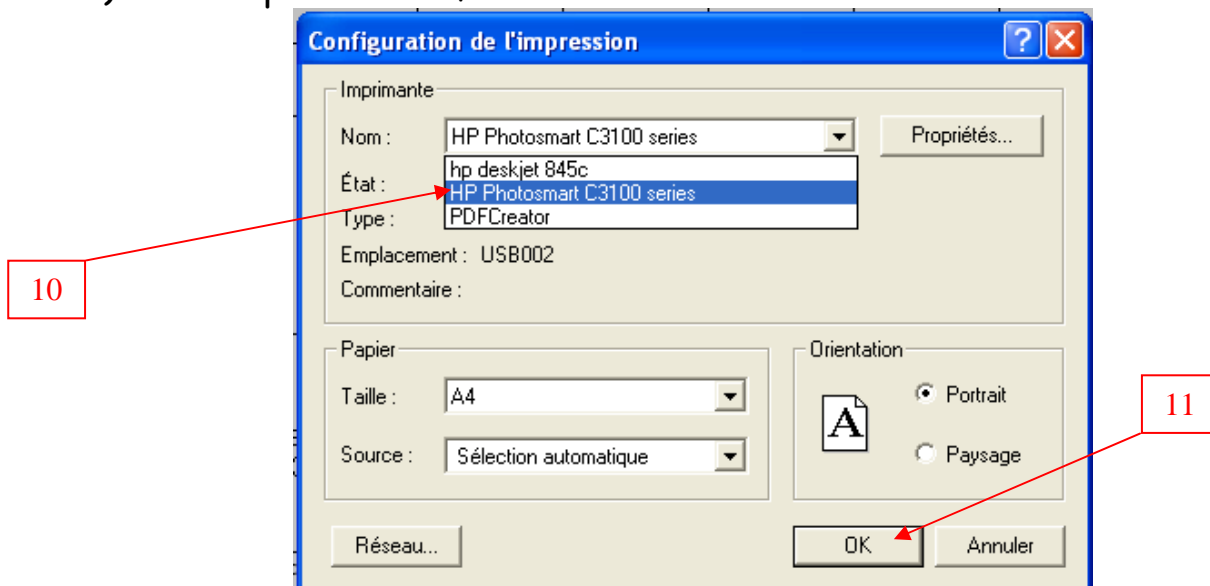 Configuration de l'impression
Imprimante
Nom :
HP Photosmart C3100 series
Propriétés...
hp deskjet 845c
État :
HP Photosmart C3100 series
Type :
PDFCreator
Emplacement : USB002
10
Commentaire :
Papier
Orientation
Taille :
A4
Portrait
11
A
Source :
Sélection automatique
Paysage
Réseau...
OK
Annuler